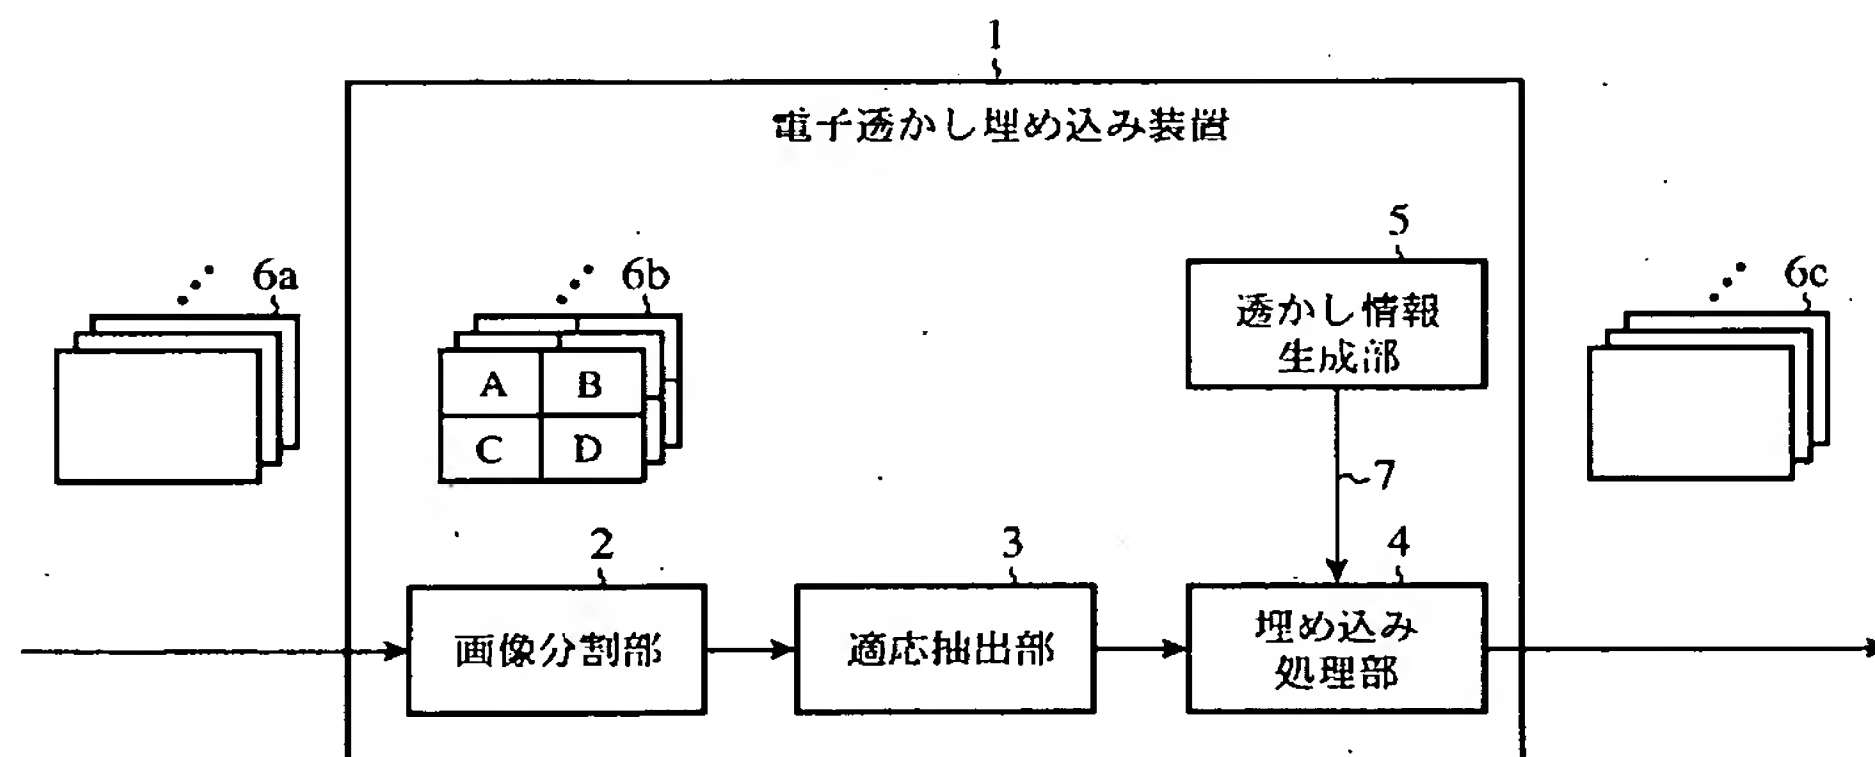 1
電子透かし埋め込み装置
5
6a
6b
6c
透かし情報
生成部
A B
C D
7
2
3
4
画像分割部
適応抽出部
埋め込み
処理部